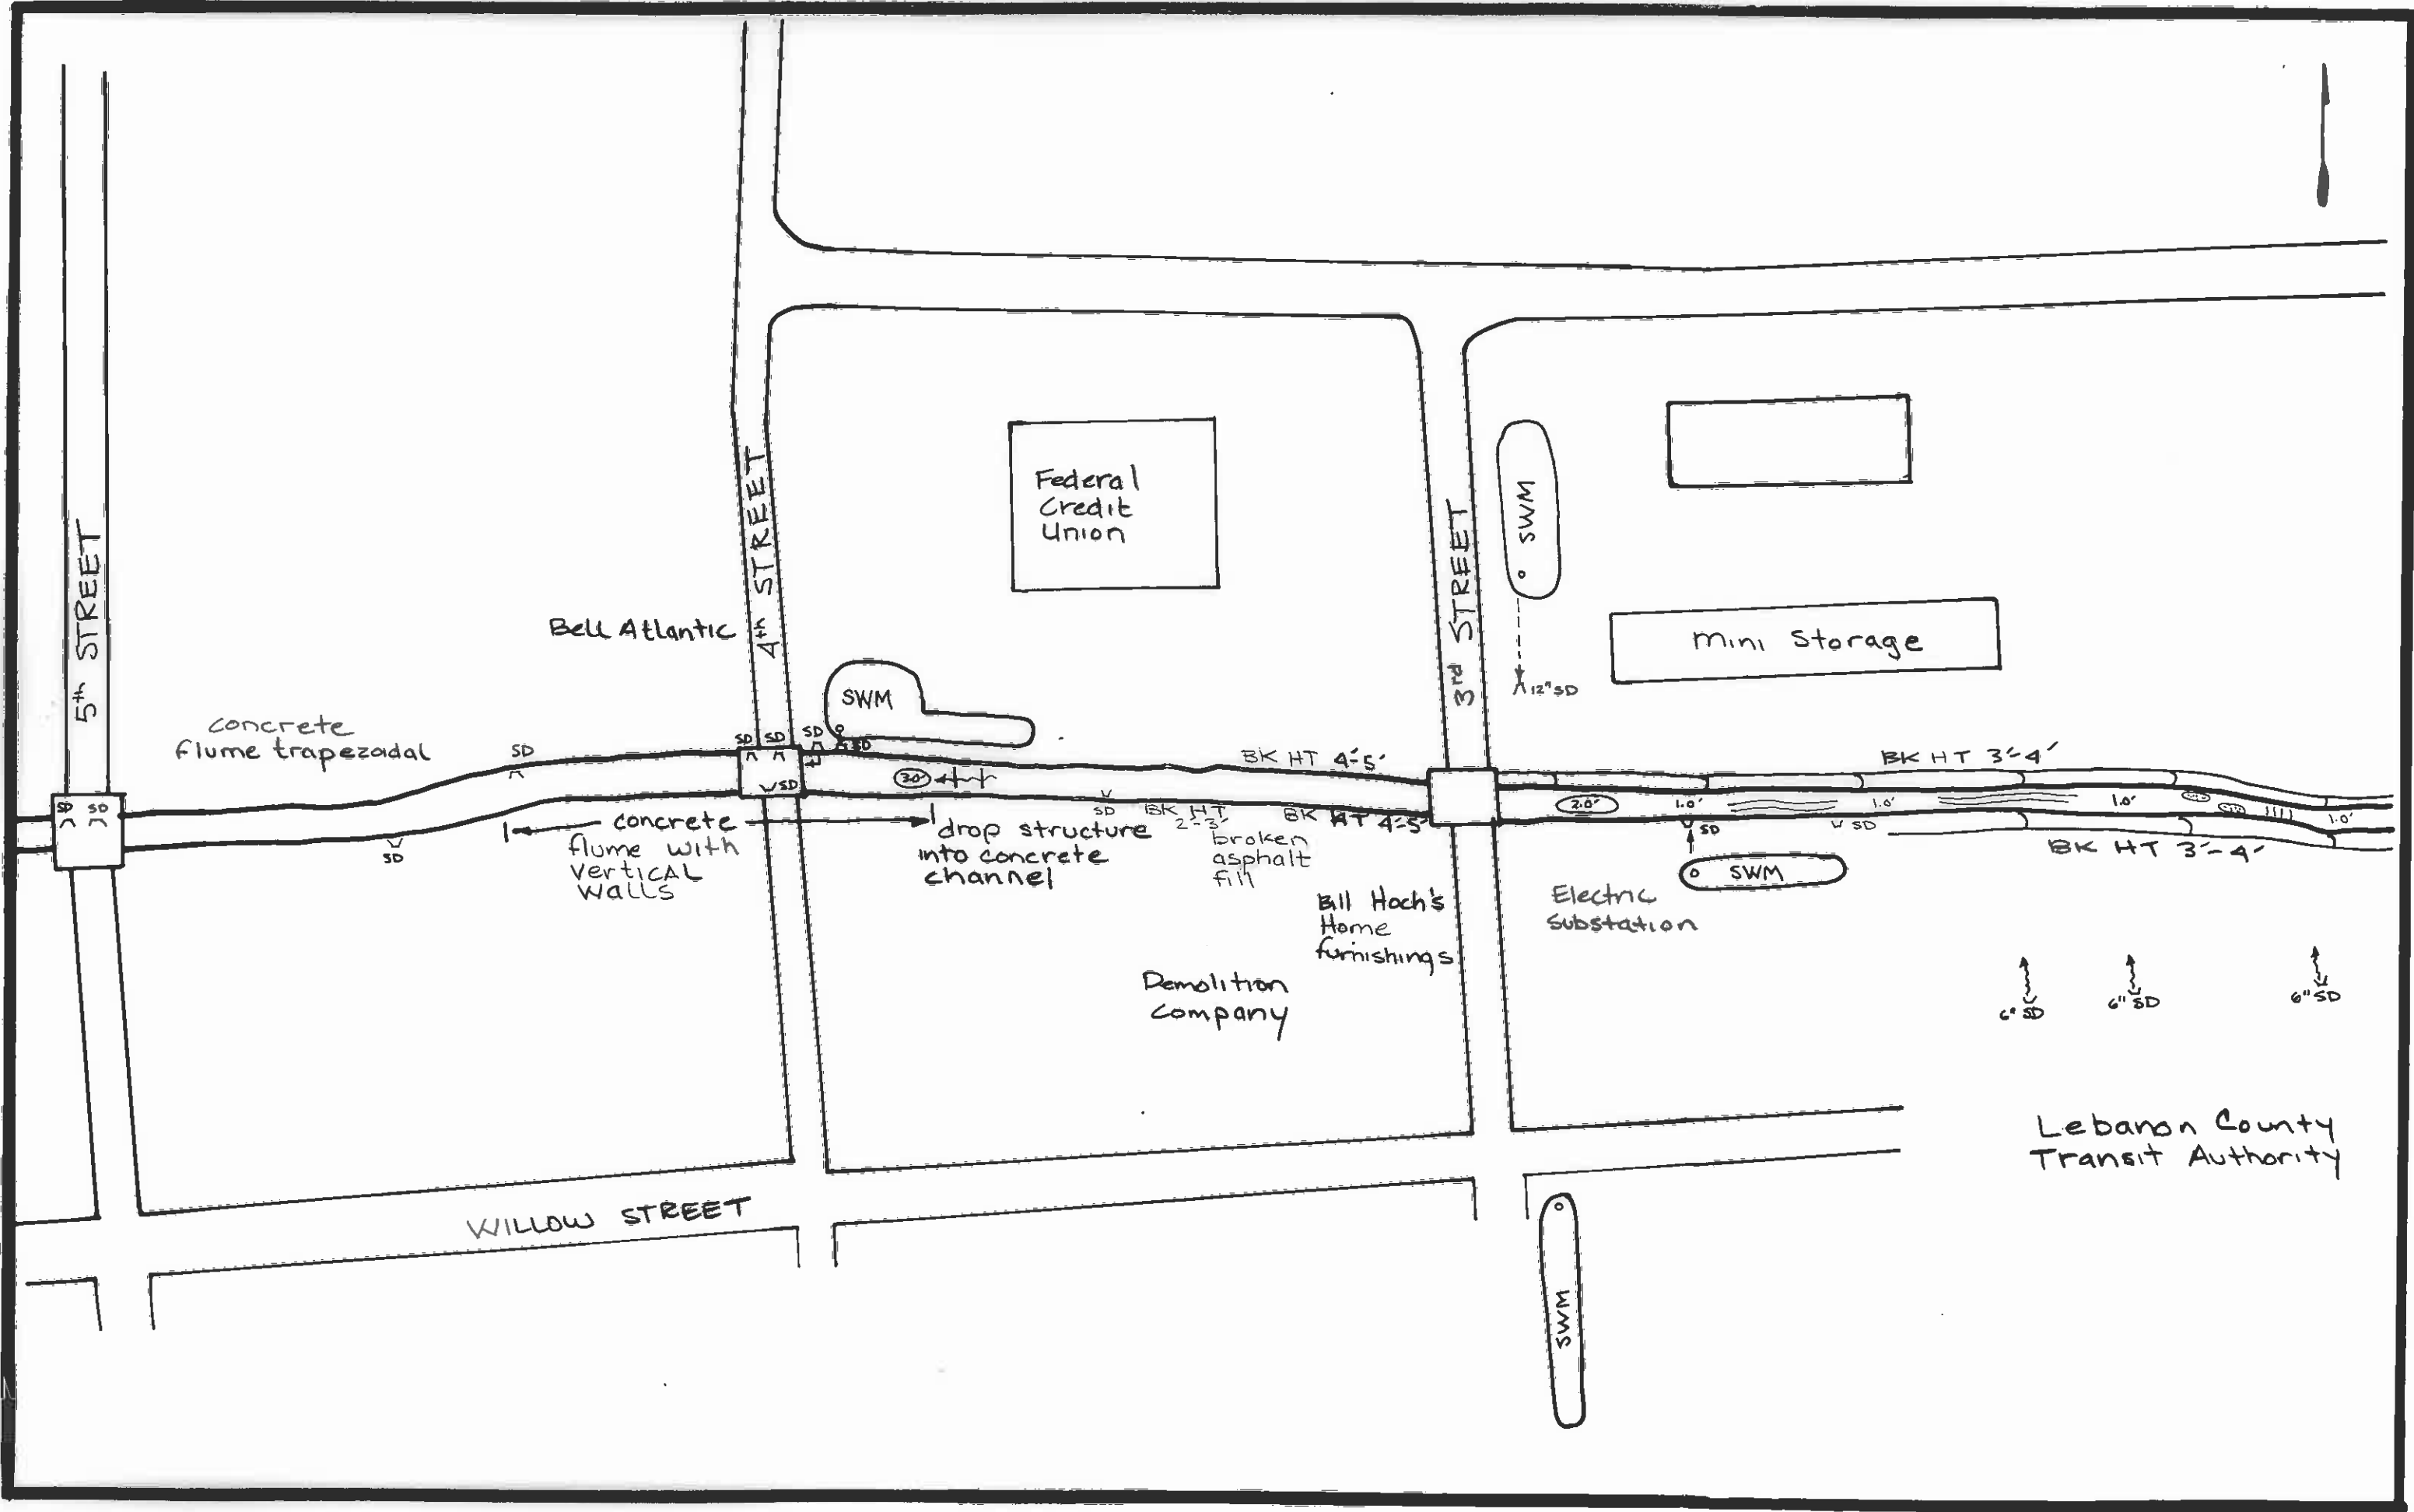 5th STREET
4th STREET
3rd STREET
Federal
Credit
Union
SWM
Mini Storage
Bell Atlantic
SWM
12" SD
concrete
flume trapezoidal
SD
SD
SD
SD
SD
BK HT 4'-5'
BK HT 3'-4'
SD
SD
SD
SD
3.0'
2.0'
1.0'
1.0'
1.0'
1.0'
SD
concrete
flume with
VERTICAL
Walls
drop structure
into concrete
channel
SD
BK HT
2'-3'
broken
asphalt
fill
BK HT 4'-5'
SD
SD
BK HT 3'-4'
SWM
Bill Hoch's
Home
furnishings
Electric
Substation
Demolition
Company
6" SD
6" SD
6" SD
Lebanon County
Transit Authority
WILLOW STREET
SWM